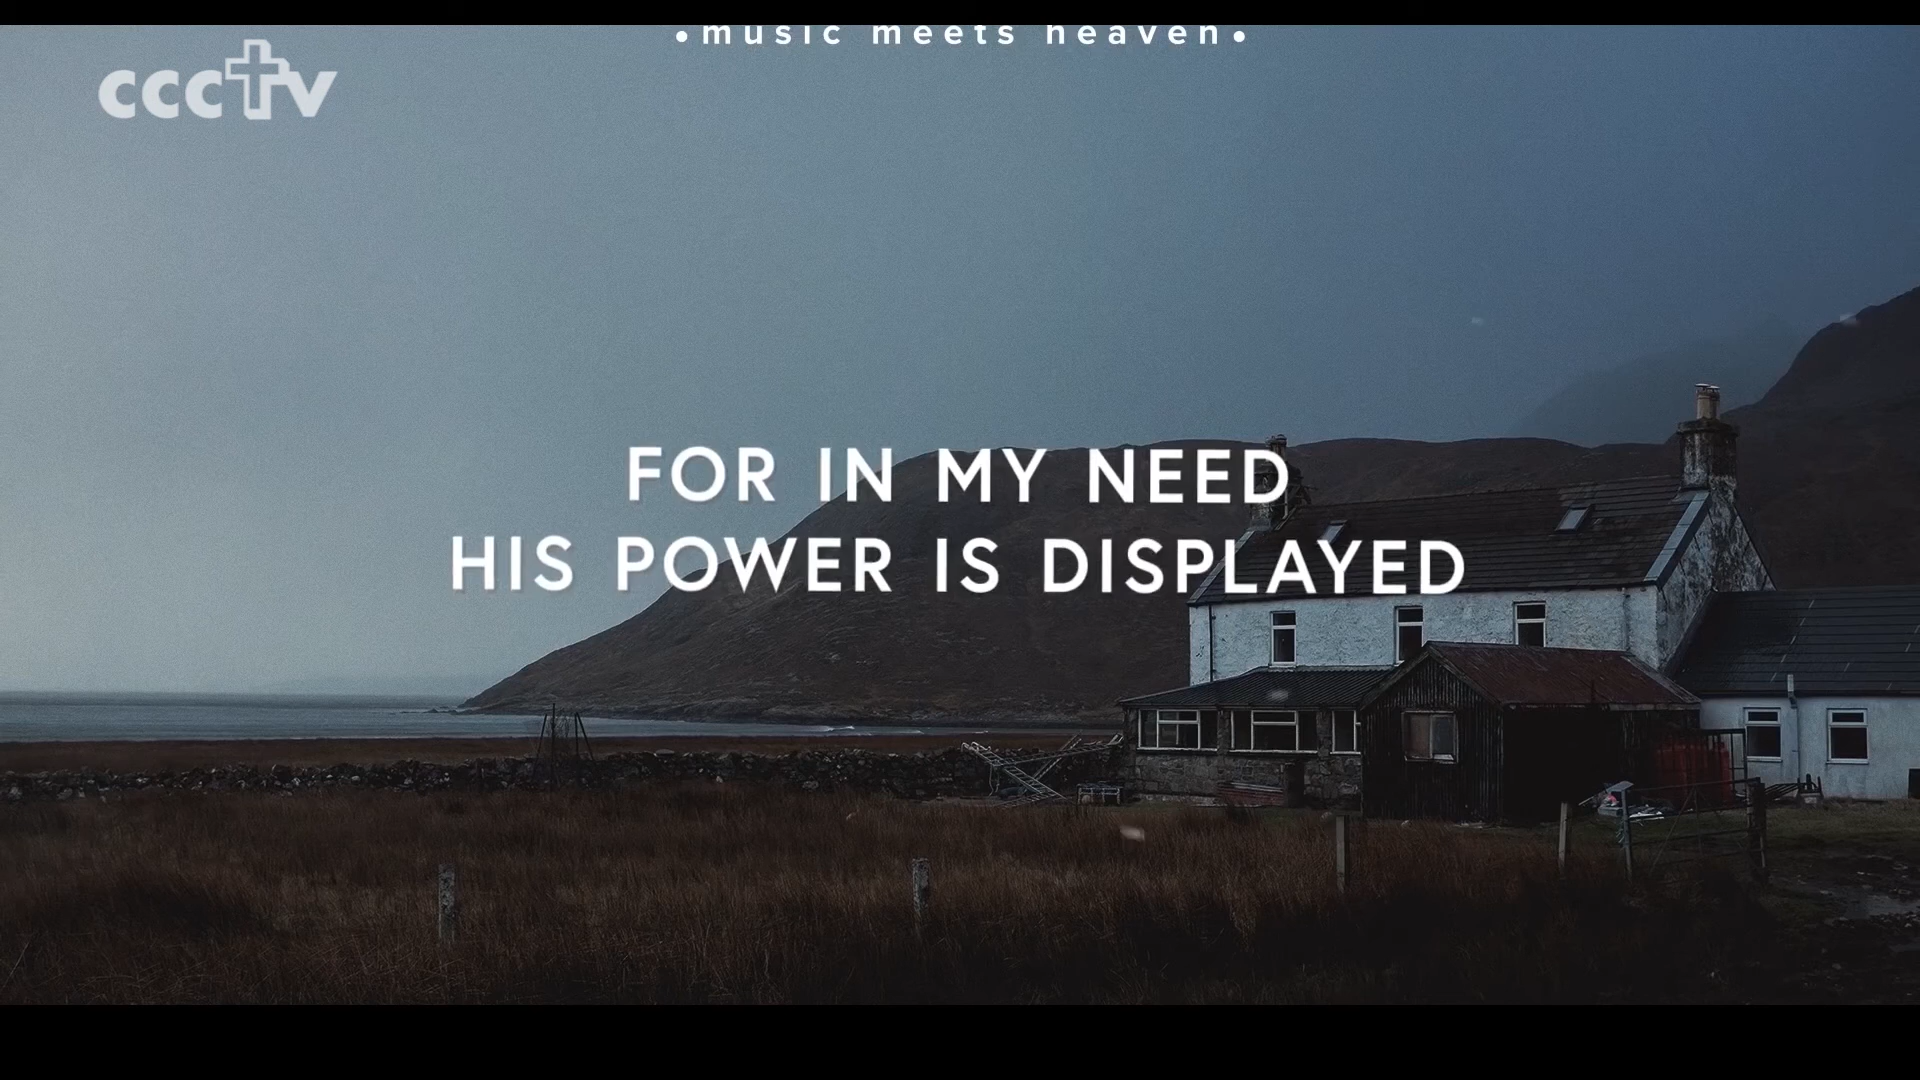 •music meets heaven•
ccctv
FOR IN MY NEED
HIS POWER IS DISPLAYED